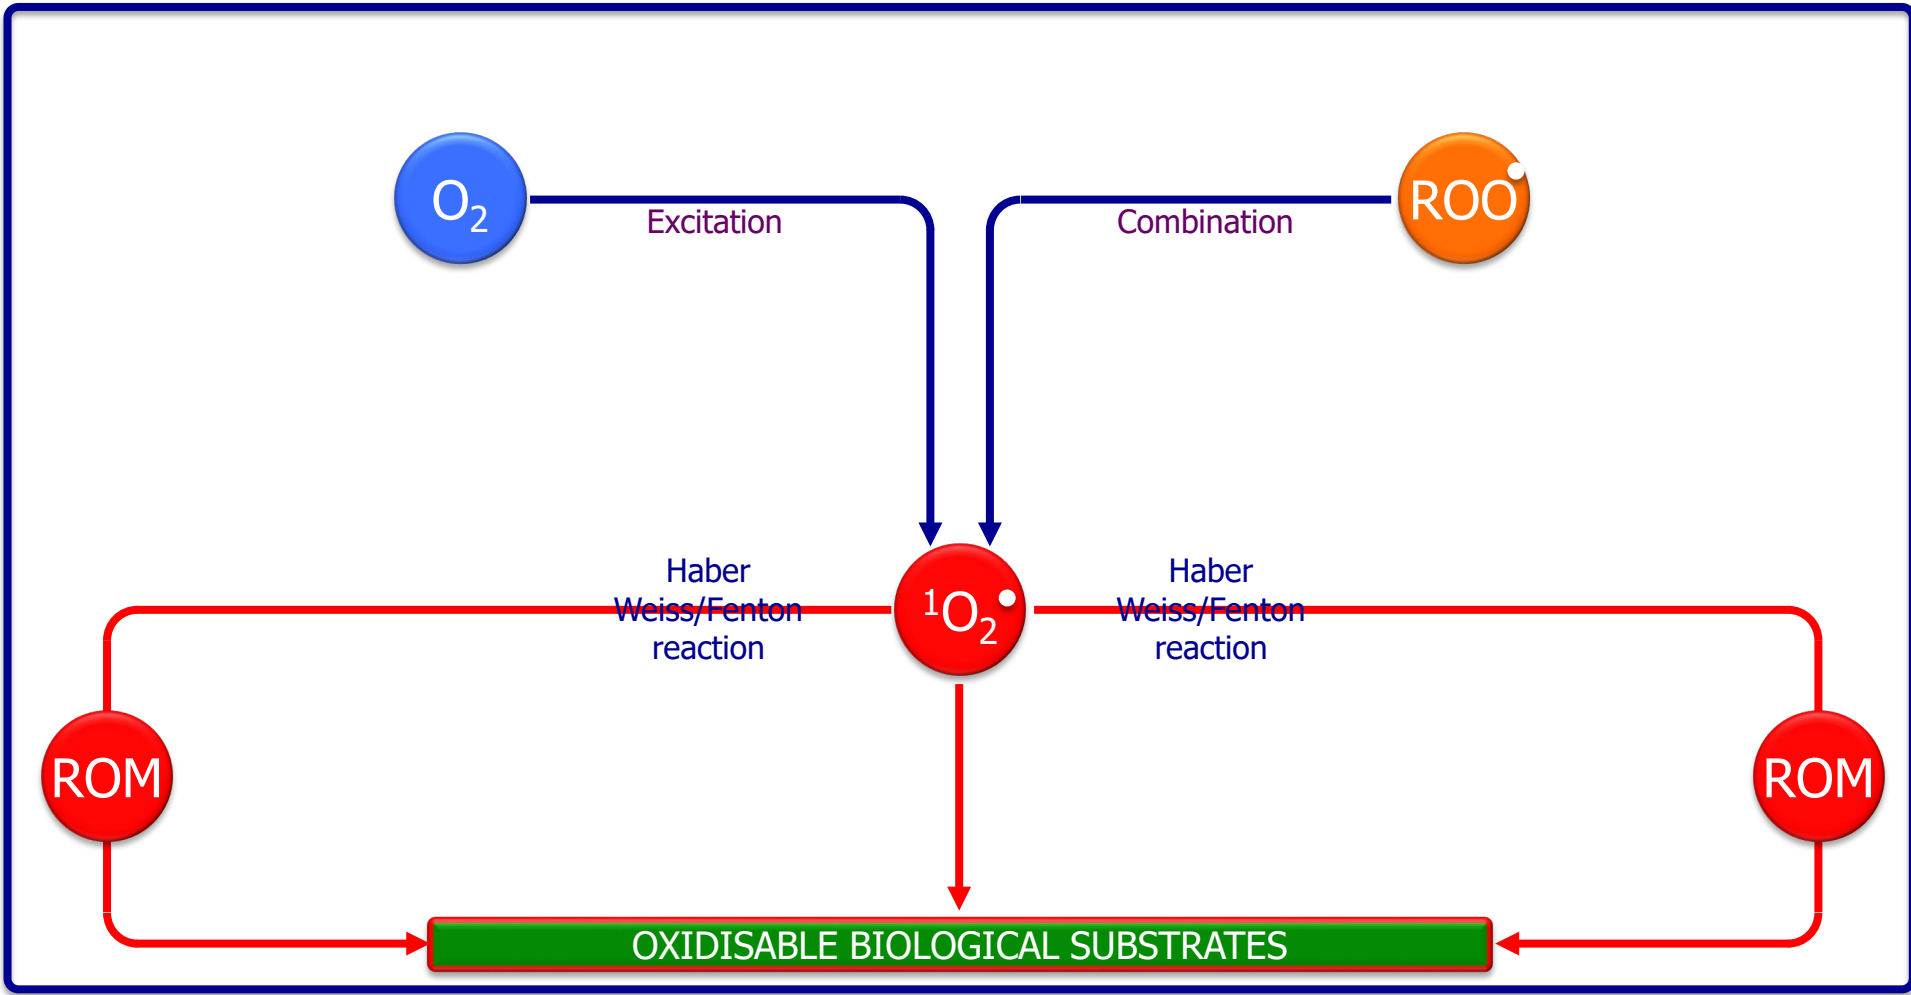 O₂
Excitation
Combination
ROO•
Haber
Weiss/Fenton
reaction
¹O₂•
Haber
Weiss/Fenton
reaction
ROM
ROM
OXIDISABLE BIOLOGICAL SUBSTRATES